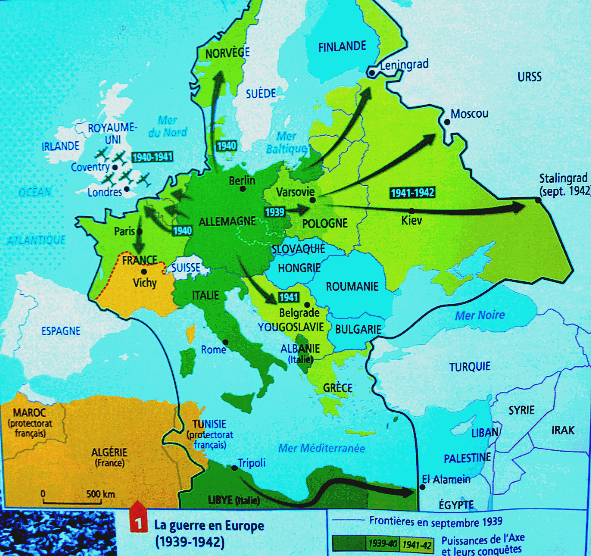 NORVÈGE
FINLANDE
Leningrad
URSS
SUÈDE
Moscou
Mer
du Nord
ROYAUME-
UNI
IRLANDE
1940
Mer
Baltique
1940-1941
Coventry
Londres
OCÉAN
ATLANTIQUE
Berlin
Varsovie
1941-1942
Stalingrad
(sept. 1942)
1939
Kiev
ALLEMAGNE
POLOGNE
Paris
1940
FRANCE
SLOVAQUIE
Vichy
SUISSE
HONGRIE
ROUMANIE
1941
ITALIE
Belgrade
Mer Noire
ESPAGNE
YOUGOSLAVIE
BULGARIE
Rome
ALBANIE
(Italie)
TURQUIE
GRÈCE
MAROC
(protectorat
français)
TUNISIE
(protectorat
français)
SYRIE
LIBAN
IRAK
ALGÉRIE
(France)
Mer Méditerranée
PALESTINE
Tripoli
El Alamein
0 500 km
LIBYE (Italie)
ÉGYPTE
1 La guerre en Europe
(1939-1942)
Frontières en septembre 1939
1939-40 1941-42 Puissances de l'Axe
et leurs conquêtes